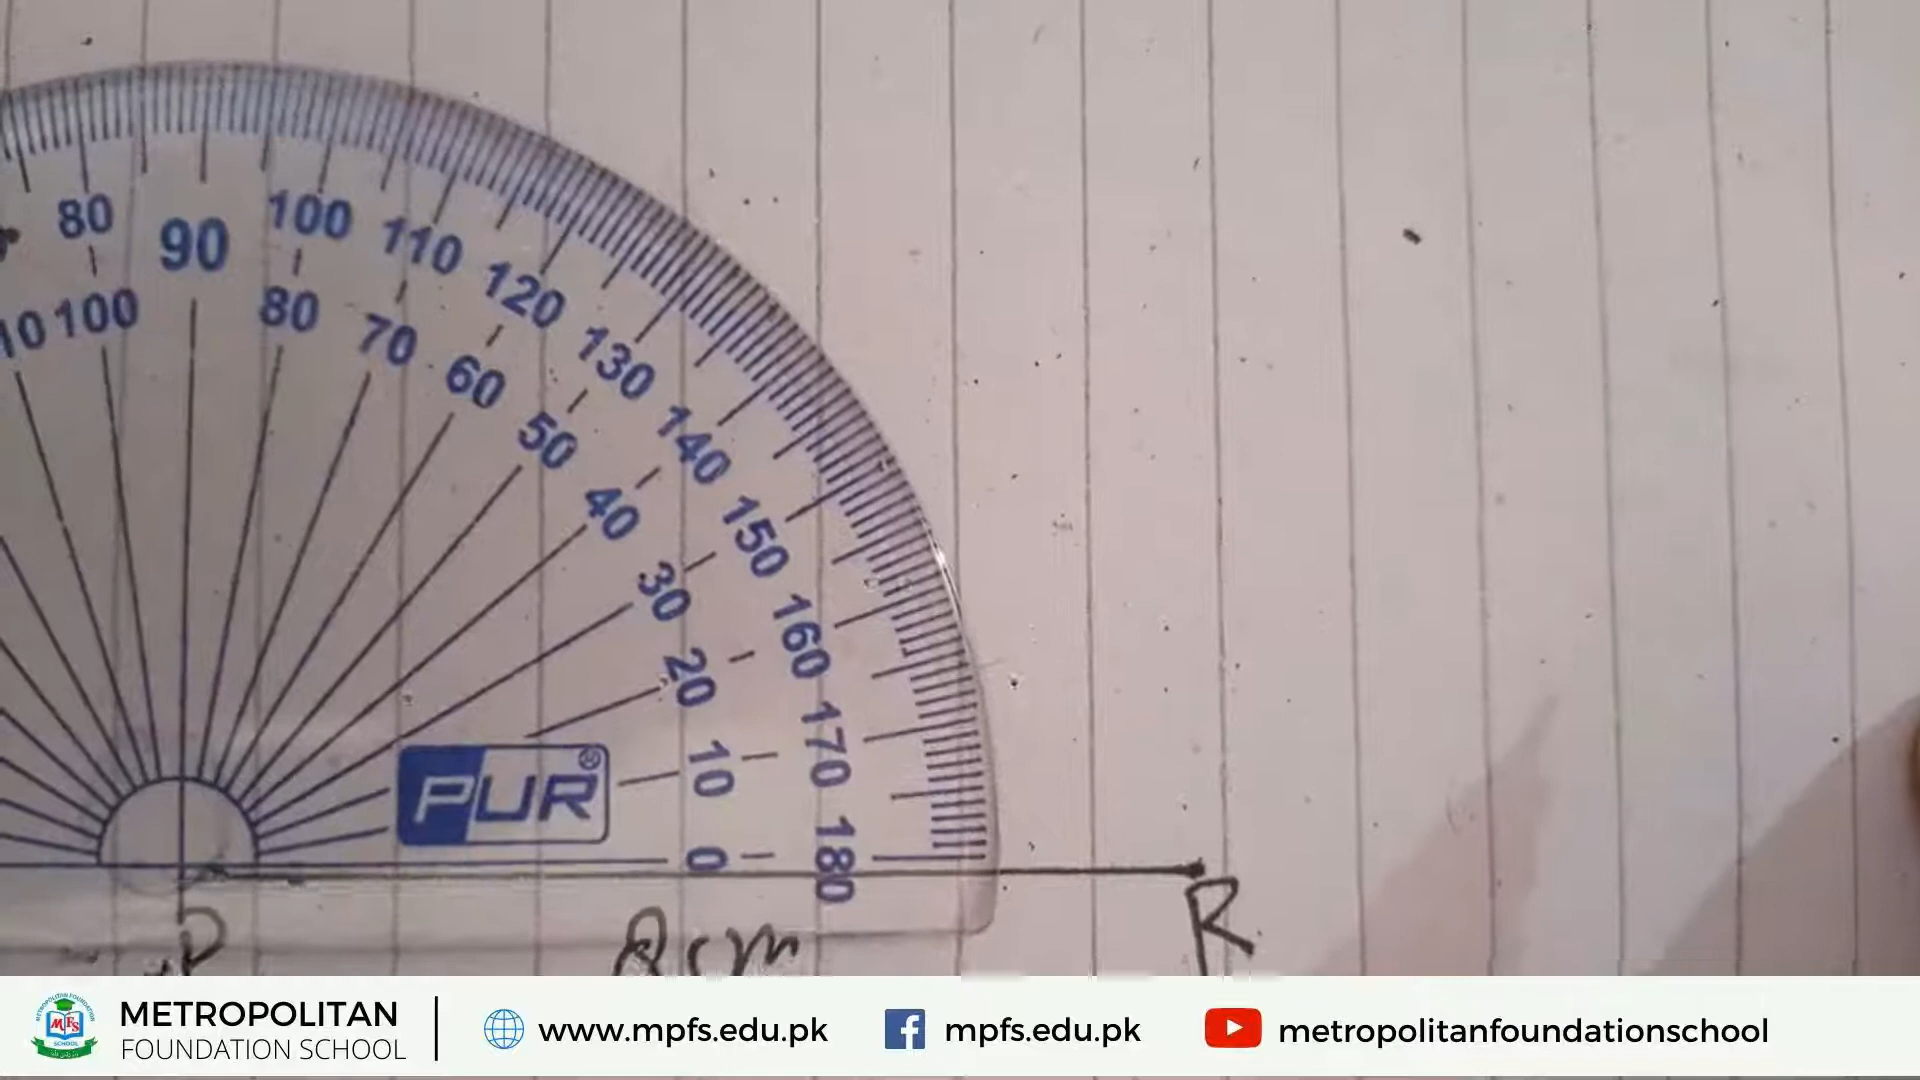 80 90 100 110 120 130 140 150 160 170 180
10 100 80 70 60 50 40 30 20 10 0
PUR®
P 8cm R
METROPOLITAN
FOUNDATION SCHOOL
www.mpfs.edu.pk
mpfs.edu.pk
metropolitanfoundationschool